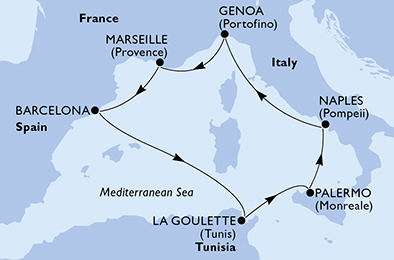 GENOA
(Portofino)
France
MARSEILLE
(Provence)
Italy
NAPLES
(Pompeii)
BARCELONA
Spain
Mediterranean Sea
PALERMO
(Monreale)
LA GOULETTE
(Tunis)
Tunisia